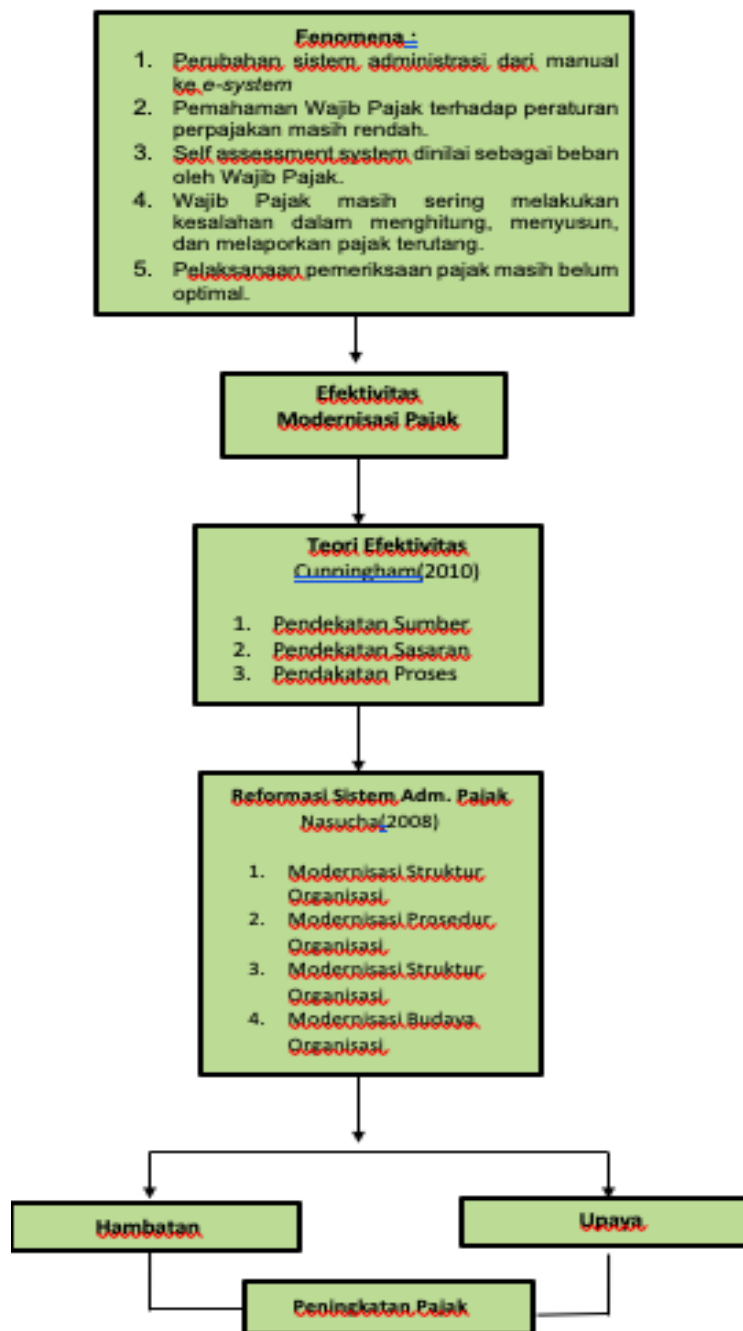 Fenomena :
1. Perubahan sistem administrasi dari manual
ke e-system
2. Pemahaman Wajib Pajak terhadap peraturan
perpajakan masih rendah.
3. Self assessment system dinilai sebagai beban
oleh Wajib Pajak.
4. Wajib Pajak masih sering melakukan
kesalahan dalam menghitung, menyusun,
dan melaporkan pajak terutang.
5. Pelaksanaan pemeriksaan pajak masih belum
optimal.
Efektivitas
Modernisasi Pajak
Teori Efektivitas
Cunningham(2010)
1. Pendekatan Sumber
2. Pendekatan Sasaran
3. Pendakatan Proses
Reformasi Sistem Adm. Pajak
Nasucha(2008)
1. Modernisasi Struktur
Organisasi
2. Modernisasi Prosedur
Organisasi
3. Modernisasi Struktur
Organisasi
4. Modernisasi Budaya
Organisasi
Hambatan
Upaya
Peningkatan Pajak